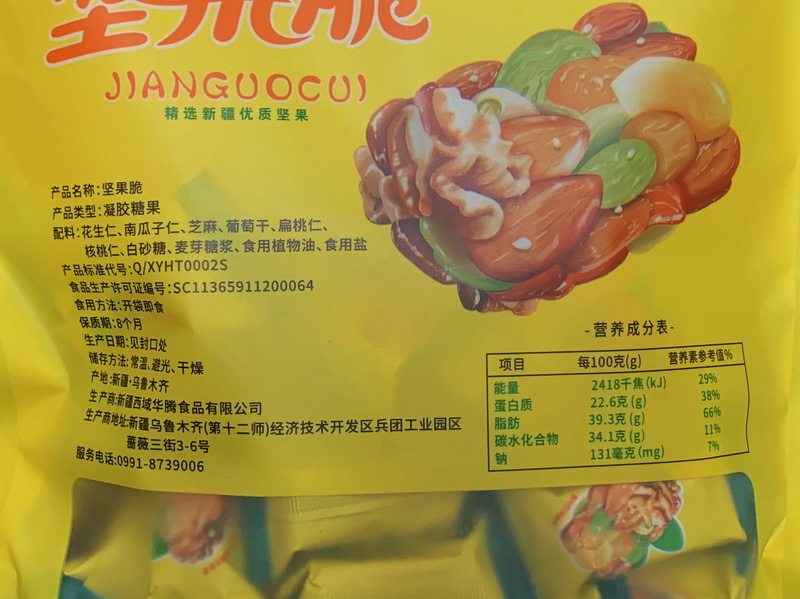 坚果脆
JIANGUOCUI
精选新疆优质坚果
产品名称：坚果脆
产品类型：凝胶糖果
配料：花生仁、南瓜子仁、芝麻、葡萄干、扁桃仁、
核桃仁、白砂糖、麦芽糖浆、食用植物油、食用盐
产品标准代号：Q/XYHT0002S
食品生产许可证编号：SC11365911200064
食用方法：开袋即食
保质期：8个月
生产日期：见封口处
储存方法：常温、避光、干燥
产地：新疆·乌鲁木齐
生产商：新疆西域华腾食品有限公司
生产商地址：新疆乌鲁木齐(第十二师)经济技术开发区兵团工业园区
蔷薇三街3-6号
服务电话：0991-8739006
-营养成分表-
项目 每100克(g) 营养素参考值%
能量 2418千焦(kJ) 29%
蛋白质 22.6克(g) 38%
脂肪 39.3克(g) 66%
碳水化合物 34.1克(g) 11%
钠 131毫克(mg) 7%